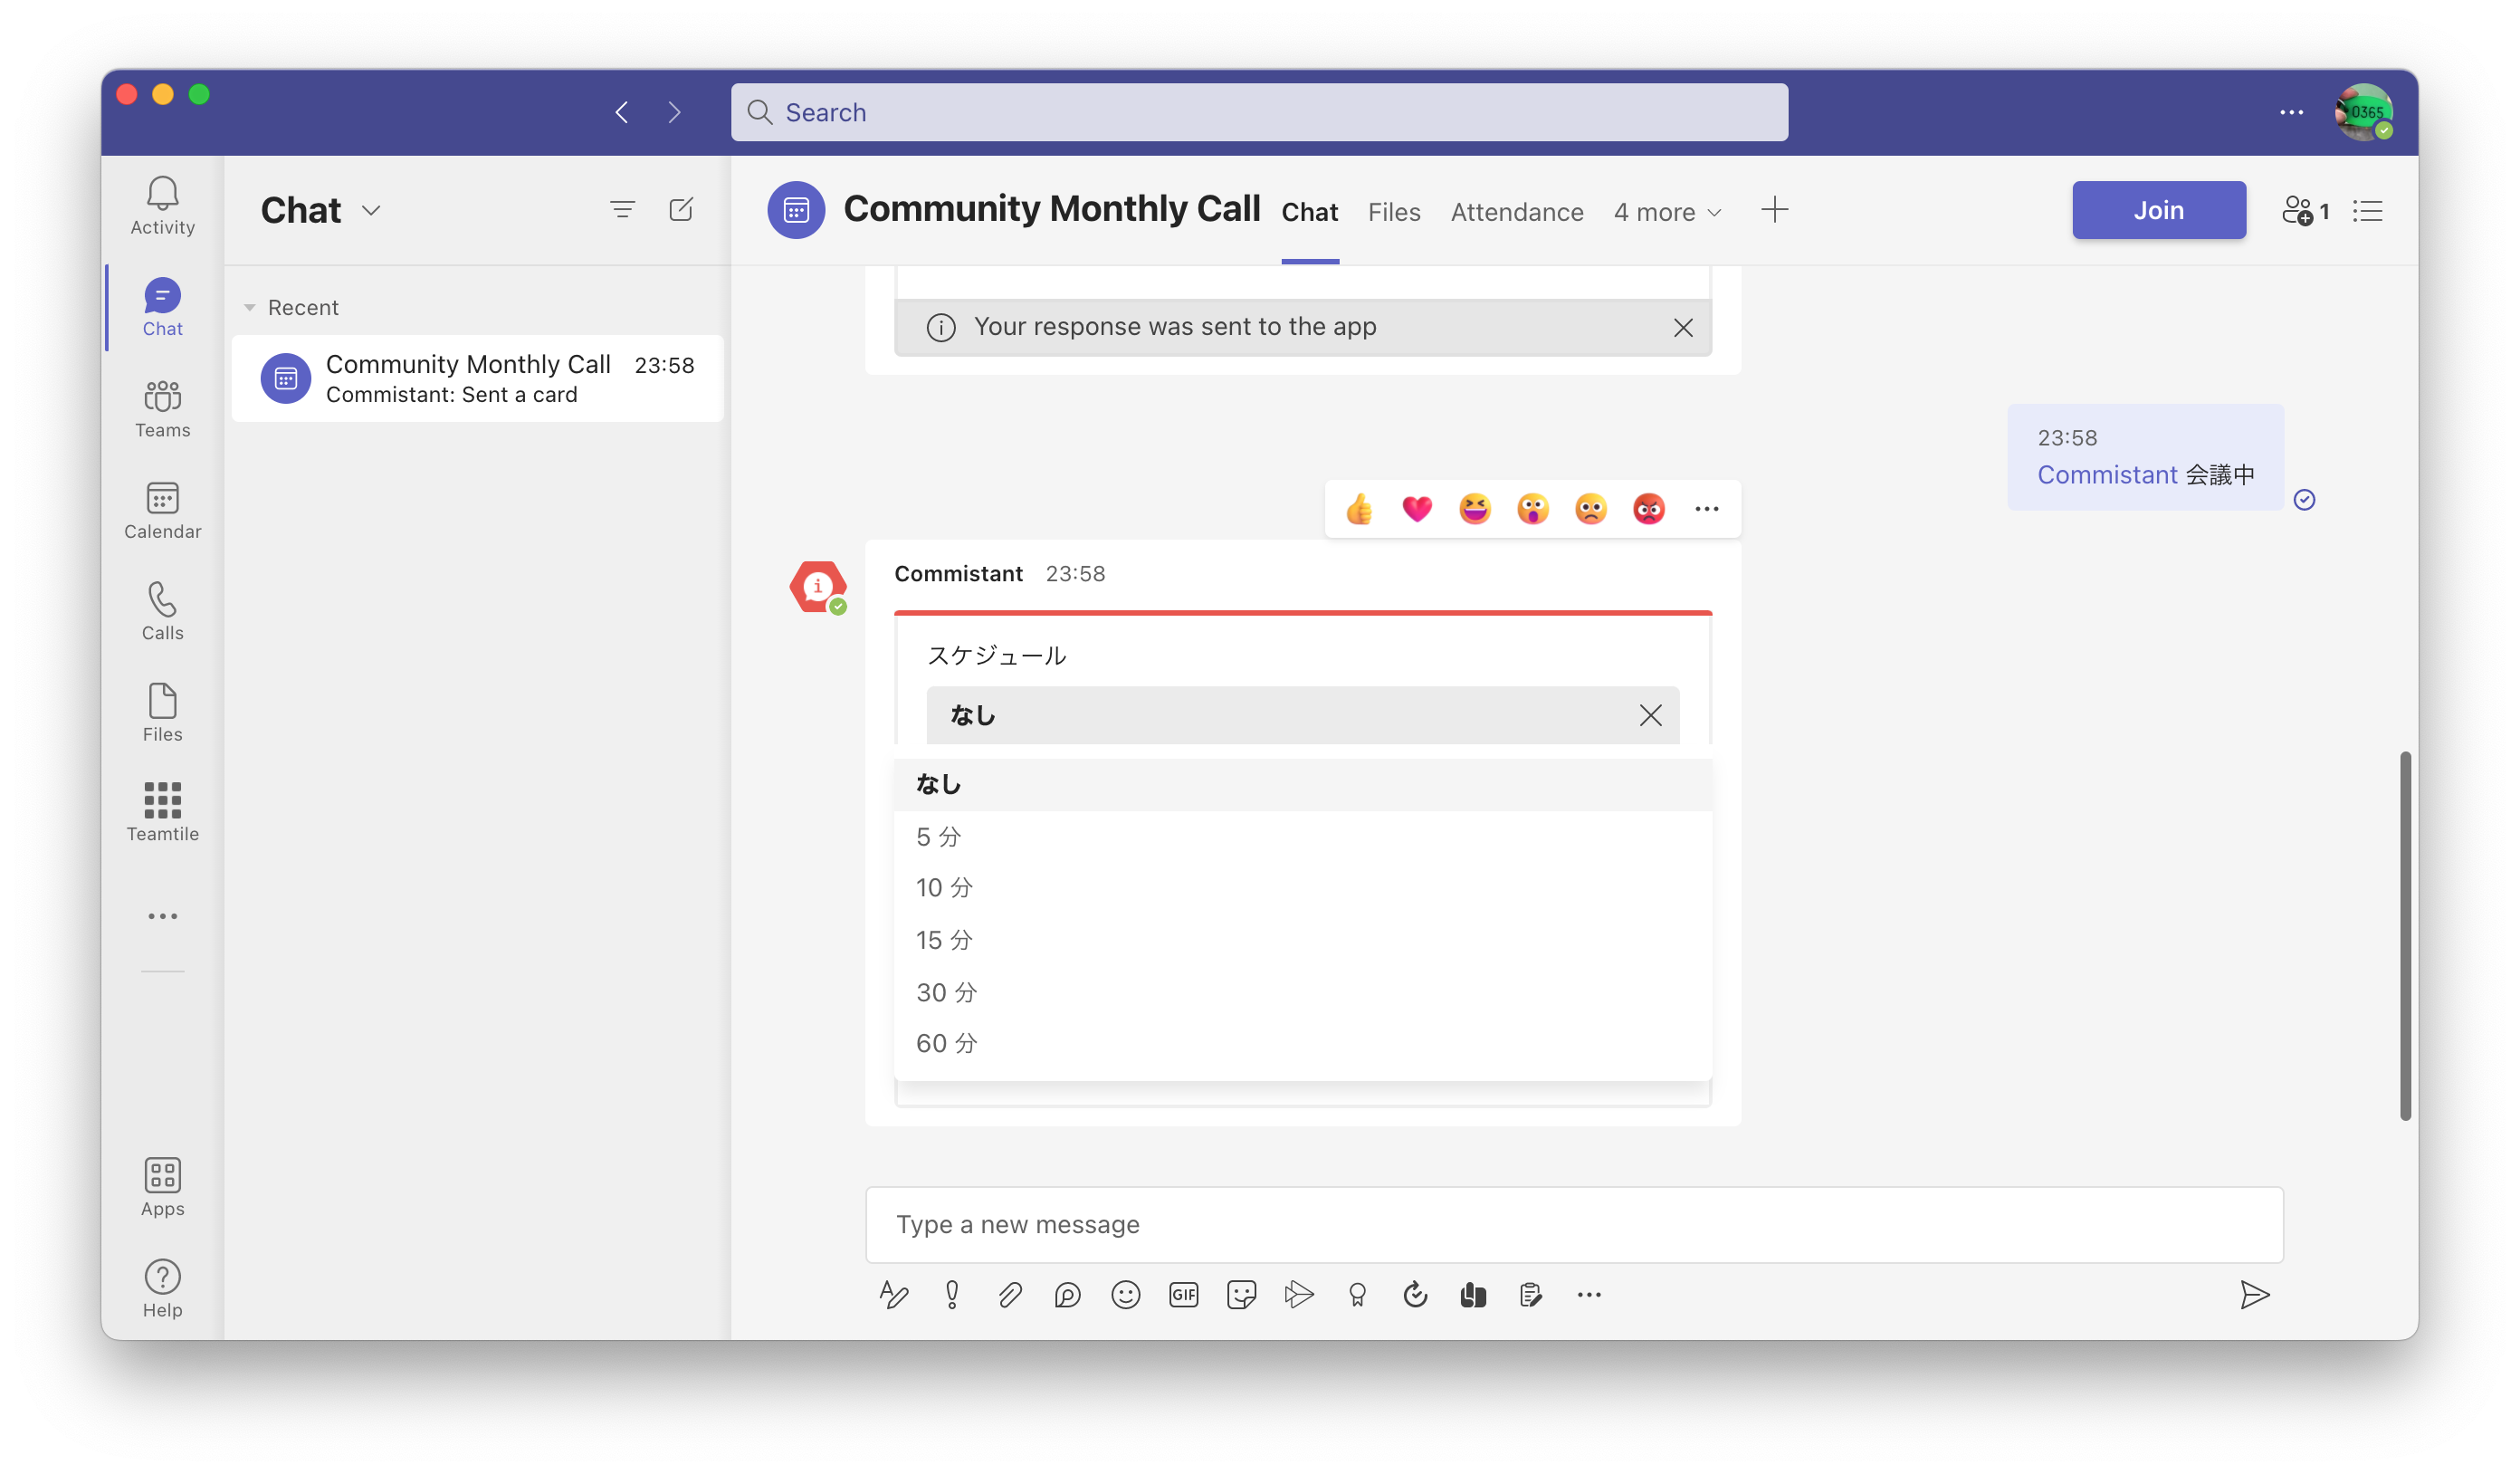 Search
0365
Activity
Chat
Teams
Calendar
Calls
Files
Teamtile
Apps
Help
Chat
Recent
Community Monthly Call 23:58
Commistant: Sent a card
Community Monthly Call Chat Files Attendance 4 more Join 1
Your response was sent to the app
23:58
Commistant 会議中
Commistant 23:58
スケジュール
なし
なし
5 分
10 分
15 分
30 分
60 分
Type a new message
GIF